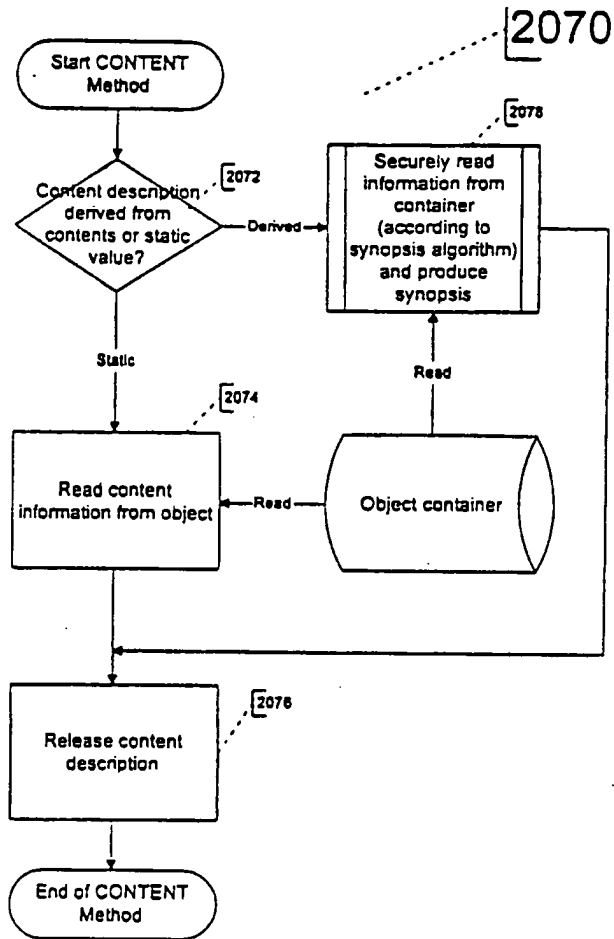 2070
Start CONTENT
Method
2078
2072
Content description
derived from
contents or static
value?
Derived
Securely read
information from
container
(according to
synopsis algorithm)
and produce
synopsis
Static
Read
2074
Read content
information from object
Read
Object container
2076
Release content
description
End of CONTENT
Method